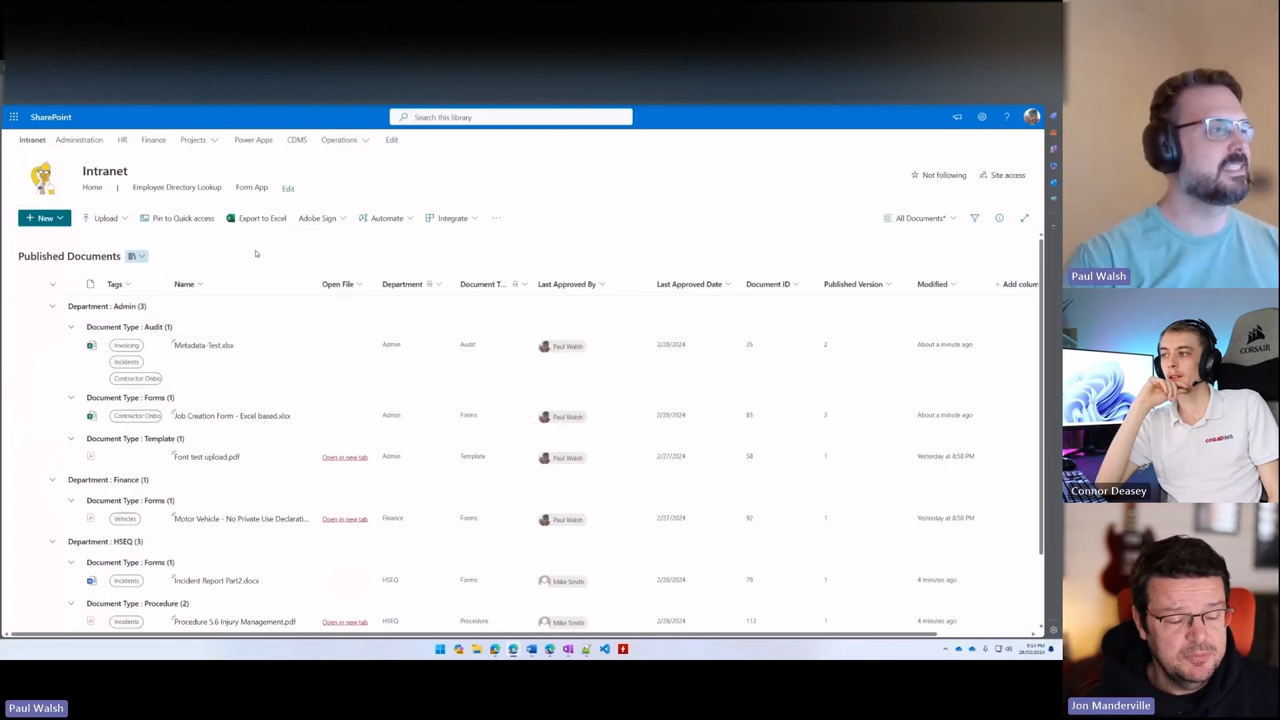 SharePoint
Search this library
Intranet Administration HR Finance Projects Power Apps CDMS Operations Edit
Intranet
Home | Employee Directory Lookup Form App Edit
Not following Site access
New Upload Pin to Quick access Export to Excel Adobe Sign Automate Integrate ... All Documents*
Published Documents
Tags Name Open File Department Document T... Last Approved By Last Approved Date Document ID Published Version Modified + Add colum
Department : Admin (3)
Document Type : Audit (1)
Invoicing Metadata-Test.xlsx Admin Audit Paul Walsh 2/28/2024 35 2 About a minute ago
Incidents
Contractor Onbo
Document Type : Forms (1)
Contractor Onbo Job Creation Form - Excel based.xlsx Admin Forms Paul Walsh 2/28/2024 83 2 About a minute ago
Document Type : Template (1)
Font test upload.pdf Open in new tab Admin Template Paul Walsh 2/27/2024 58 1 Yesterday at 8:58 PM
Department : Finance (1)
Document Type : Forms (1)
Vehicles Motor Vehicle - No Private Use Declarati... Open in new tab Finance Forms Paul Walsh 2/27/2024 92 1 Yesterday at 8:58 PM
Department : HSEQ (3)
Document Type : Forms (1)
Incidents Incident Report Part2.docx HSEQ Forms Mike Smith 2/28/2024 79 1 4 minutes ago
Document Type : Procedure (2)
Incidents Procedure 5.6 Injury Management.pdf Open in new tab HSEQ Procedure Mike Smith 2/28/2024 112 1 4 minutes ago
9:04 PM
28/02/2024
Paul Walsh
Paul Walsh
CORSAIR
COLLAB365
Connor Deasey
Jon Manderville